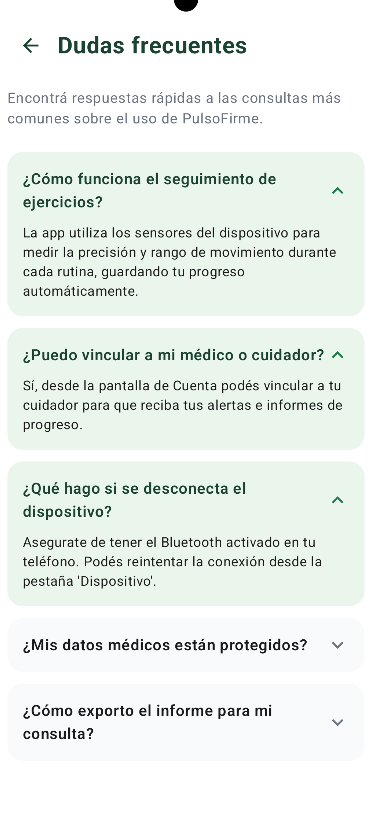 Dudas frecuentes
Encontrá respuestas rápidas a las consultas más
comunes sobre el uso de PulsoFirme.
¿Cómo funciona el seguimiento de
ejercicios?
La app utiliza los sensores del dispositivo para
medir la precisión y rango de movimiento durante
cada rutina, guardando tu progreso
automáticamente.
¿Puedo vincular a mi médico o cuidador?
Sí, desde la pantalla de Cuenta podés vincular a tu
cuidador para que reciba tus alertas e informes de
progreso.
¿Qué hago si se desconecta el
dispositivo?
Asegurate de tener el Bluetooth activado en tu
teléfono. Podés reintentar la conexión desde la
pestaña 'Dispositivo'.
¿Mis datos médicos están protegidos?
¿Cómo exporto el informe para mi
consulta?